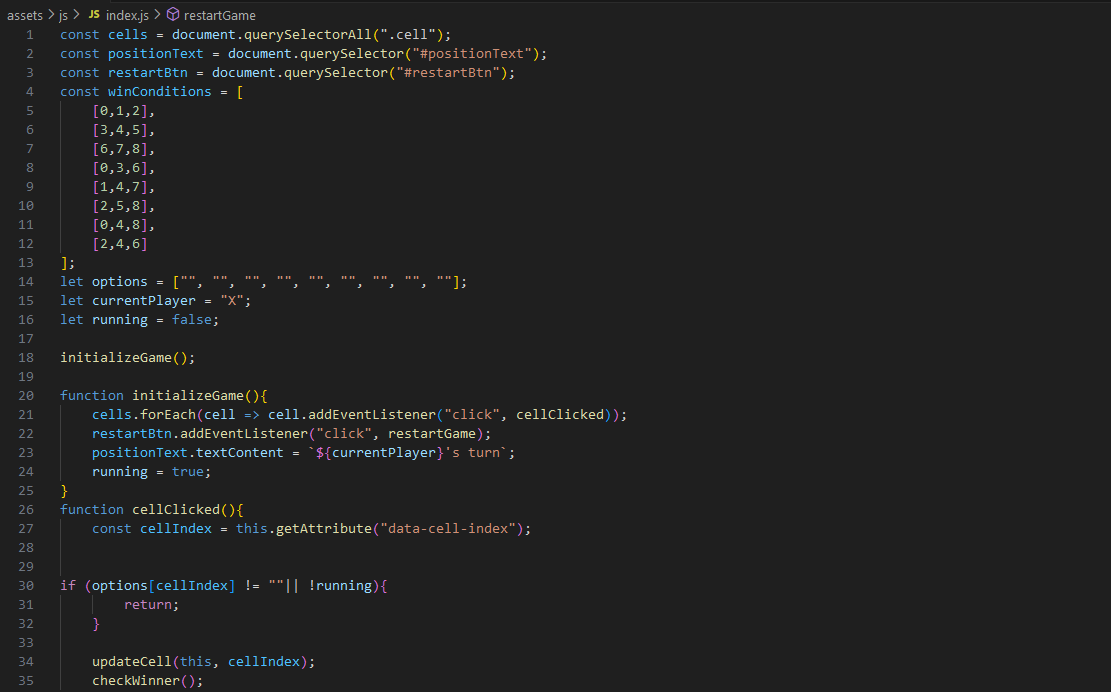 assets > js > JS index.js > restartGame
1 const cells = document.querySelectorAll(".cell");
2 const positionText = document.querySelector("#positionText");
3 const restartBtn = document.querySelector("#restartBtn");
4 const winConditions = [
5     [0,1,2],
6     [3,4,5],
7     [6,7,8],
8     [0,3,6],
9     [1,4,7],
10     [2,5,8],
11     [0,4,8],
12     [2,4,6]
13 ];
14 let options = ["", "", "", "", "", "", "", "", ""];
15 let currentPlayer = "X";
16 let running = false;
17
18 initializeGame();
19
20 function initializeGame(){
21     cells.forEach(cell => cell.addEventListener("click", cellClicked));
22     restartBtn.addEventListener("click", restartGame);
23     positionText.textContent = `${currentPlayer}'s turn`;
24     running = true;
25 }
26 function cellClicked(){
27     const cellIndex = this.getAttribute("data-cell-index");
28
29
30 if (options[cellIndex] != ""|| !running){
31         return;
32     }
33
34     updateCell(this, cellIndex);
35     checkWinner();